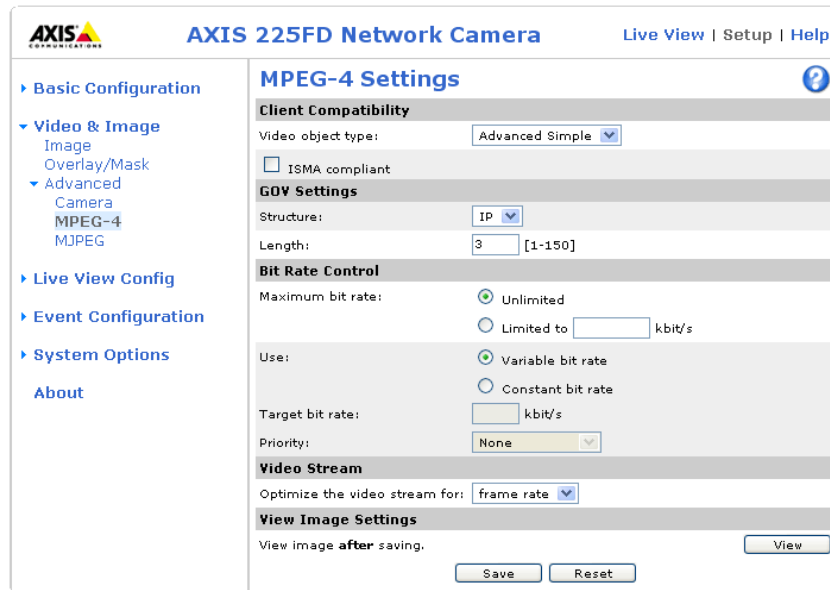 AXIS
COMMUNICATIONS
AXIS 225FD Network Camera
Live View | Setup | Help
Basic Configuration
Video & Image
Image
Overlay/Mask
Advanced
Camera
MPEG-4
MJPEG
Live View Config
Event Configuration
System Options
About
MPEG-4 Settings
?
Client Compatibility
Video object type: Advanced Simple
ISMA compliant
GOV Settings
Structure: IP
Length: 3 [1-150]
Bit Rate Control
Maximum bit rate: Unlimited
Limited to kbit/s
Use: Variable bit rate
Constant bit rate
Target bit rate: kbit/s
Priority: None
Video Stream
Optimize the video stream for: frame rate
View Image Settings
View image after saving. View
Save Reset